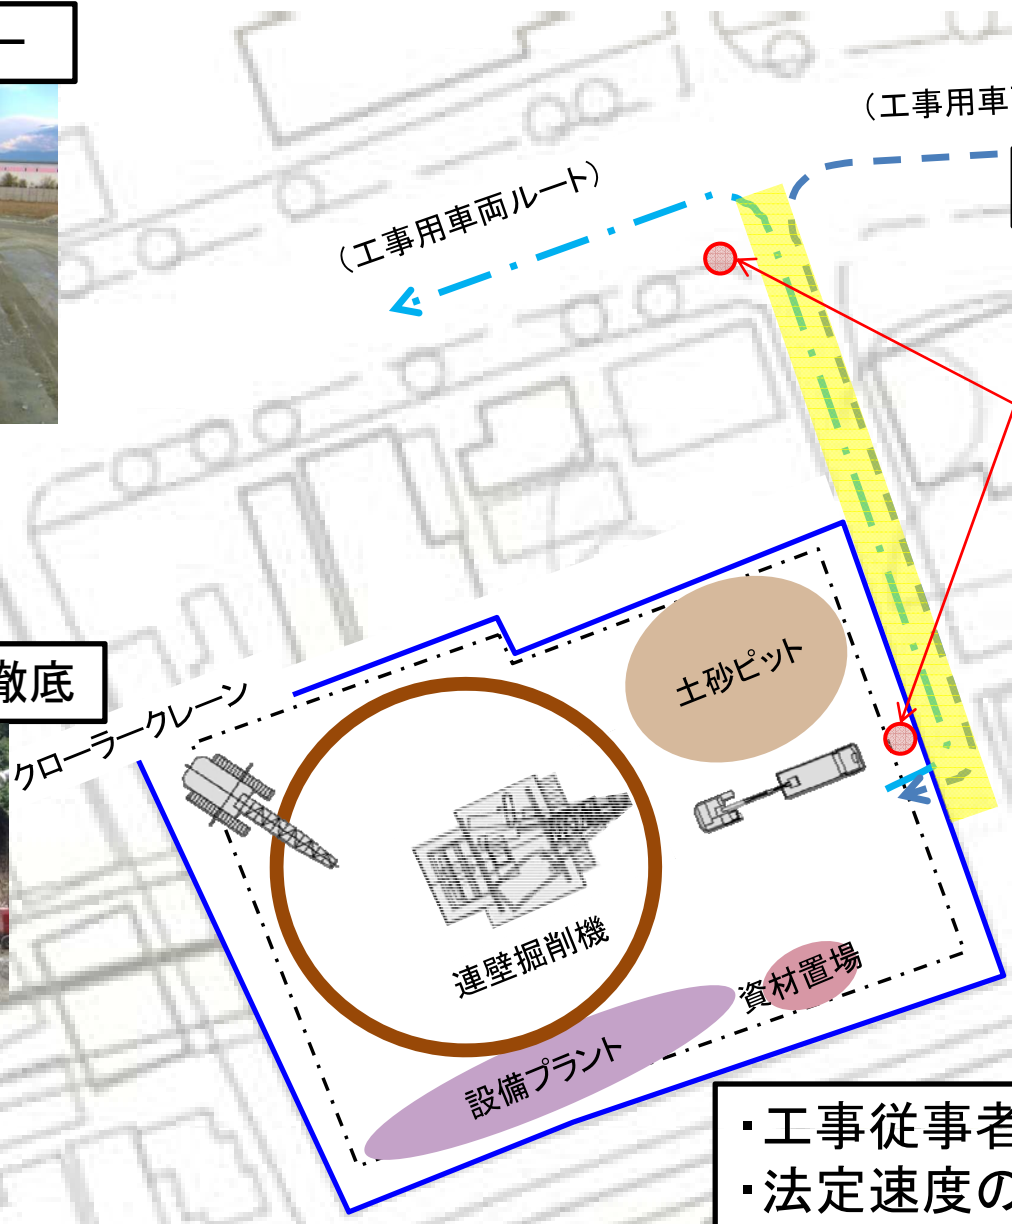 ー
（工事用車
（工事用車両ルート）
土砂ピット
徹底
クローラークレーン
連壁掘削機
資材置場
設備プラント
・工事従事者
・法定速度の